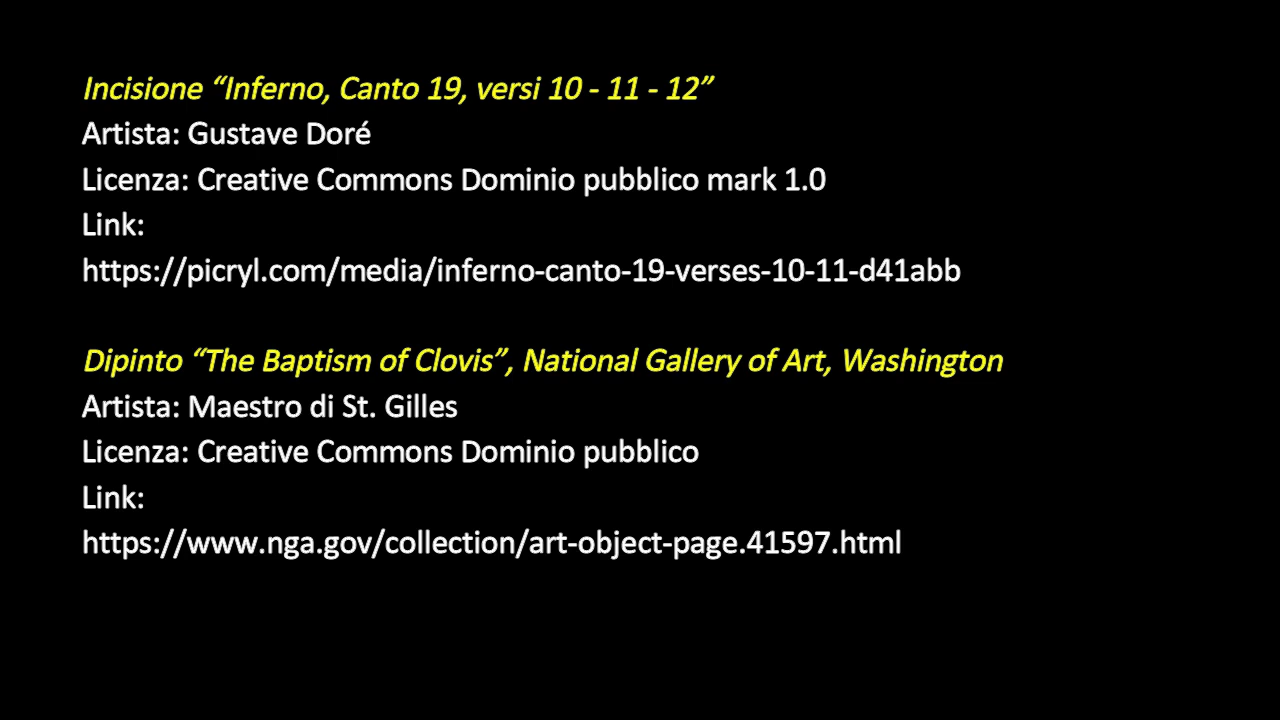 Incisione “Inferno, Canto 19, versi 10 - 11 - 12”
Artista: Gustave Doré
Licenza: Creative Commons Dominio pubblico mark 1.0
Link:
https://picryl.com/media/inferno-canto-19-verses-10-11-d41abb
Dipinto “The Baptism of Clovis”, National Gallery of Art, Washington
Artista: Maestro di St. Gilles
Licenza: Creative Commons Dominio pubblico
Link:
https://www.nga.gov/collection/art-object-page.41597.html